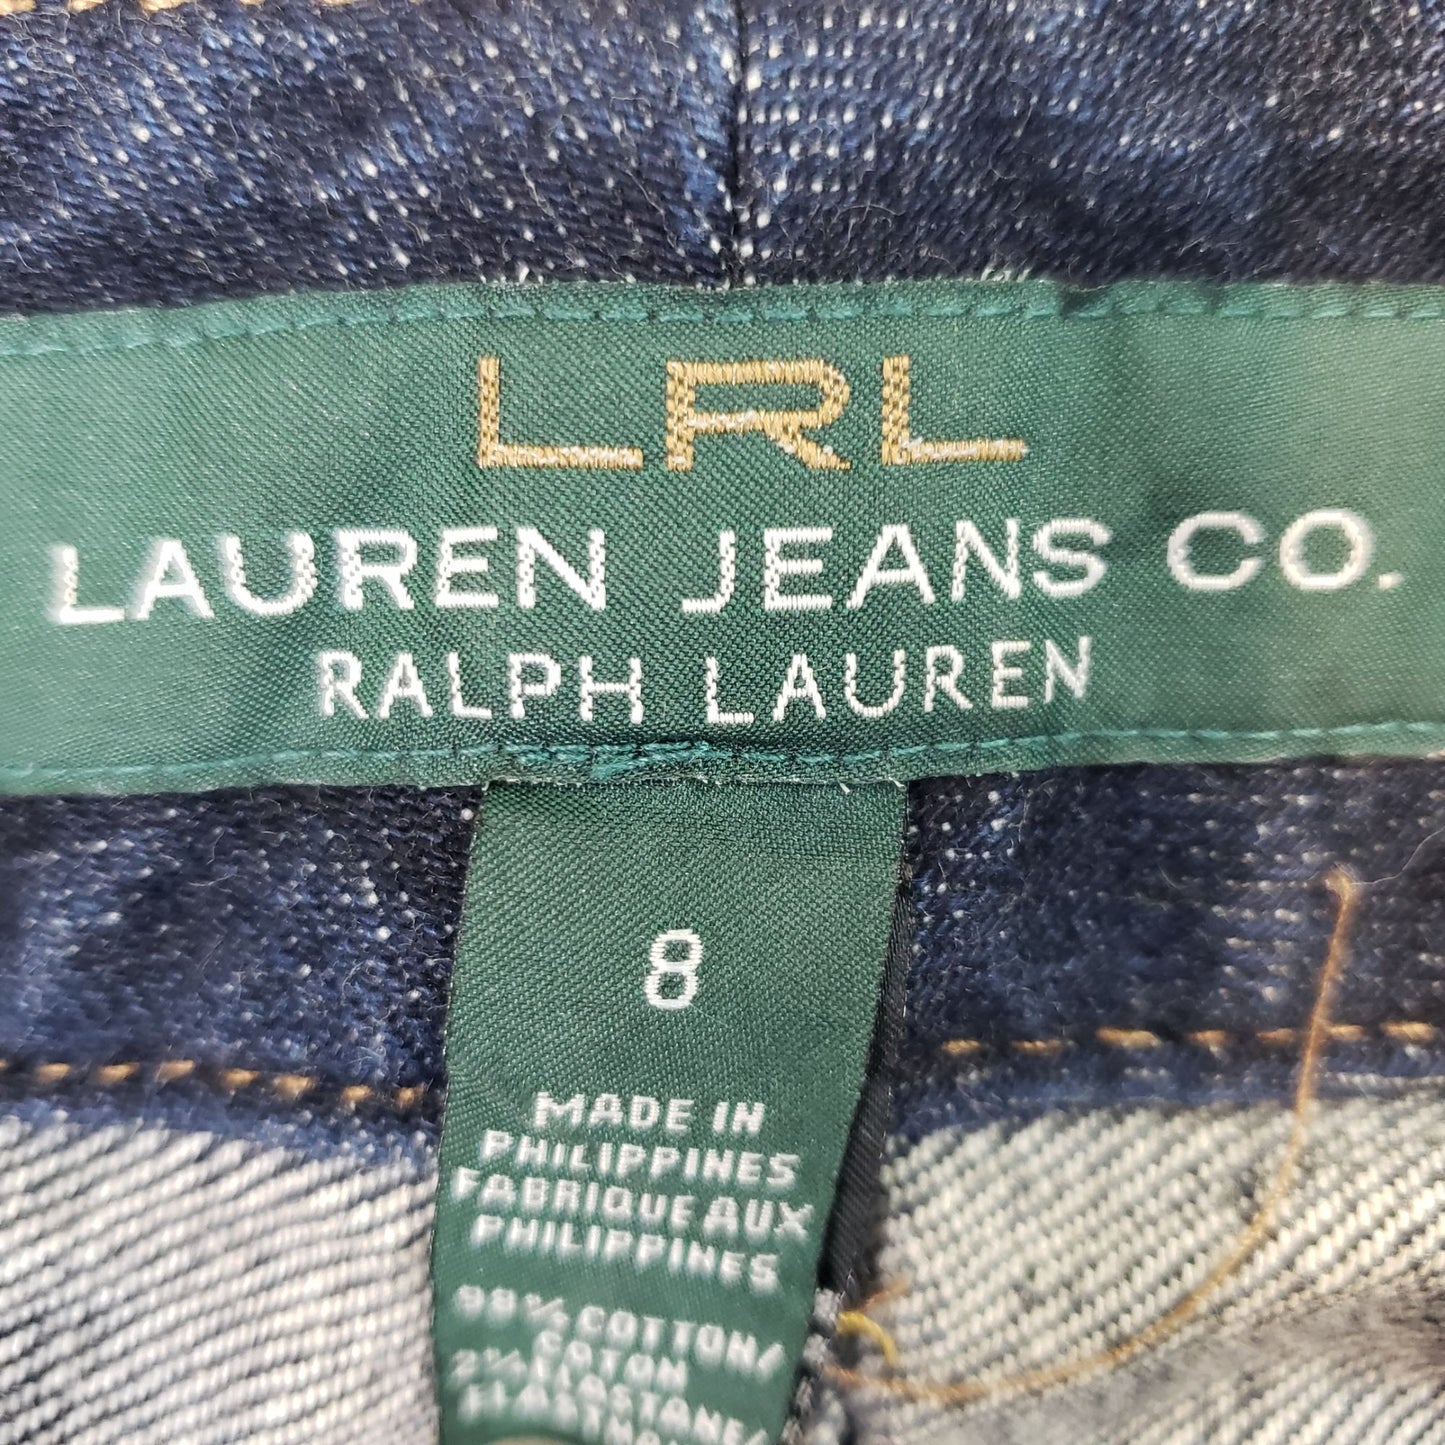 LRL
LAUREN JEANS CO.
RALPH LAUREN
8
MADE IN
PHILIPPINES
FABRIQUE AUX
PHILIPPINES
98% COTTON/
COTON
2% ELASTANE/